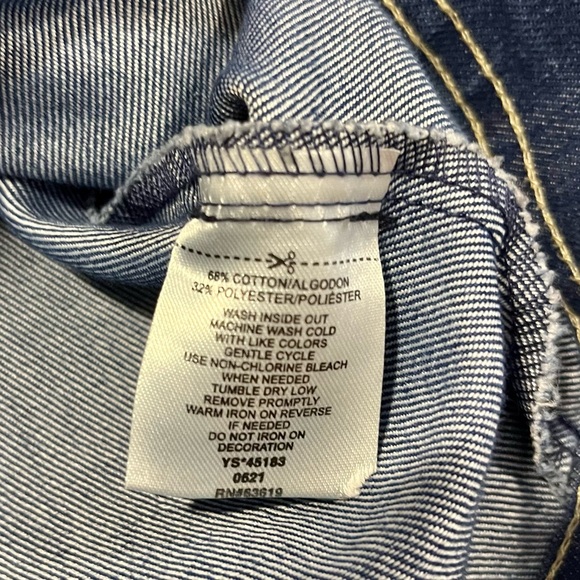 68% COTTON/ALGODON
32% POLYESTER/POLIÉSTER
WASH INSIDE OUT
MACHINE WASH COLD
WITH LIKE COLORS
GENTLE CYCLE
USE NON-CHLORINE BLEACH
WHEN NEEDED
TUMBLE DRY LOW
REMOVE PROMPTLY
WARM IRON ON REVERSE
IF NEEDED
DO NOT IRON ON
DECORATION
YS*45183
0621
RN#63619